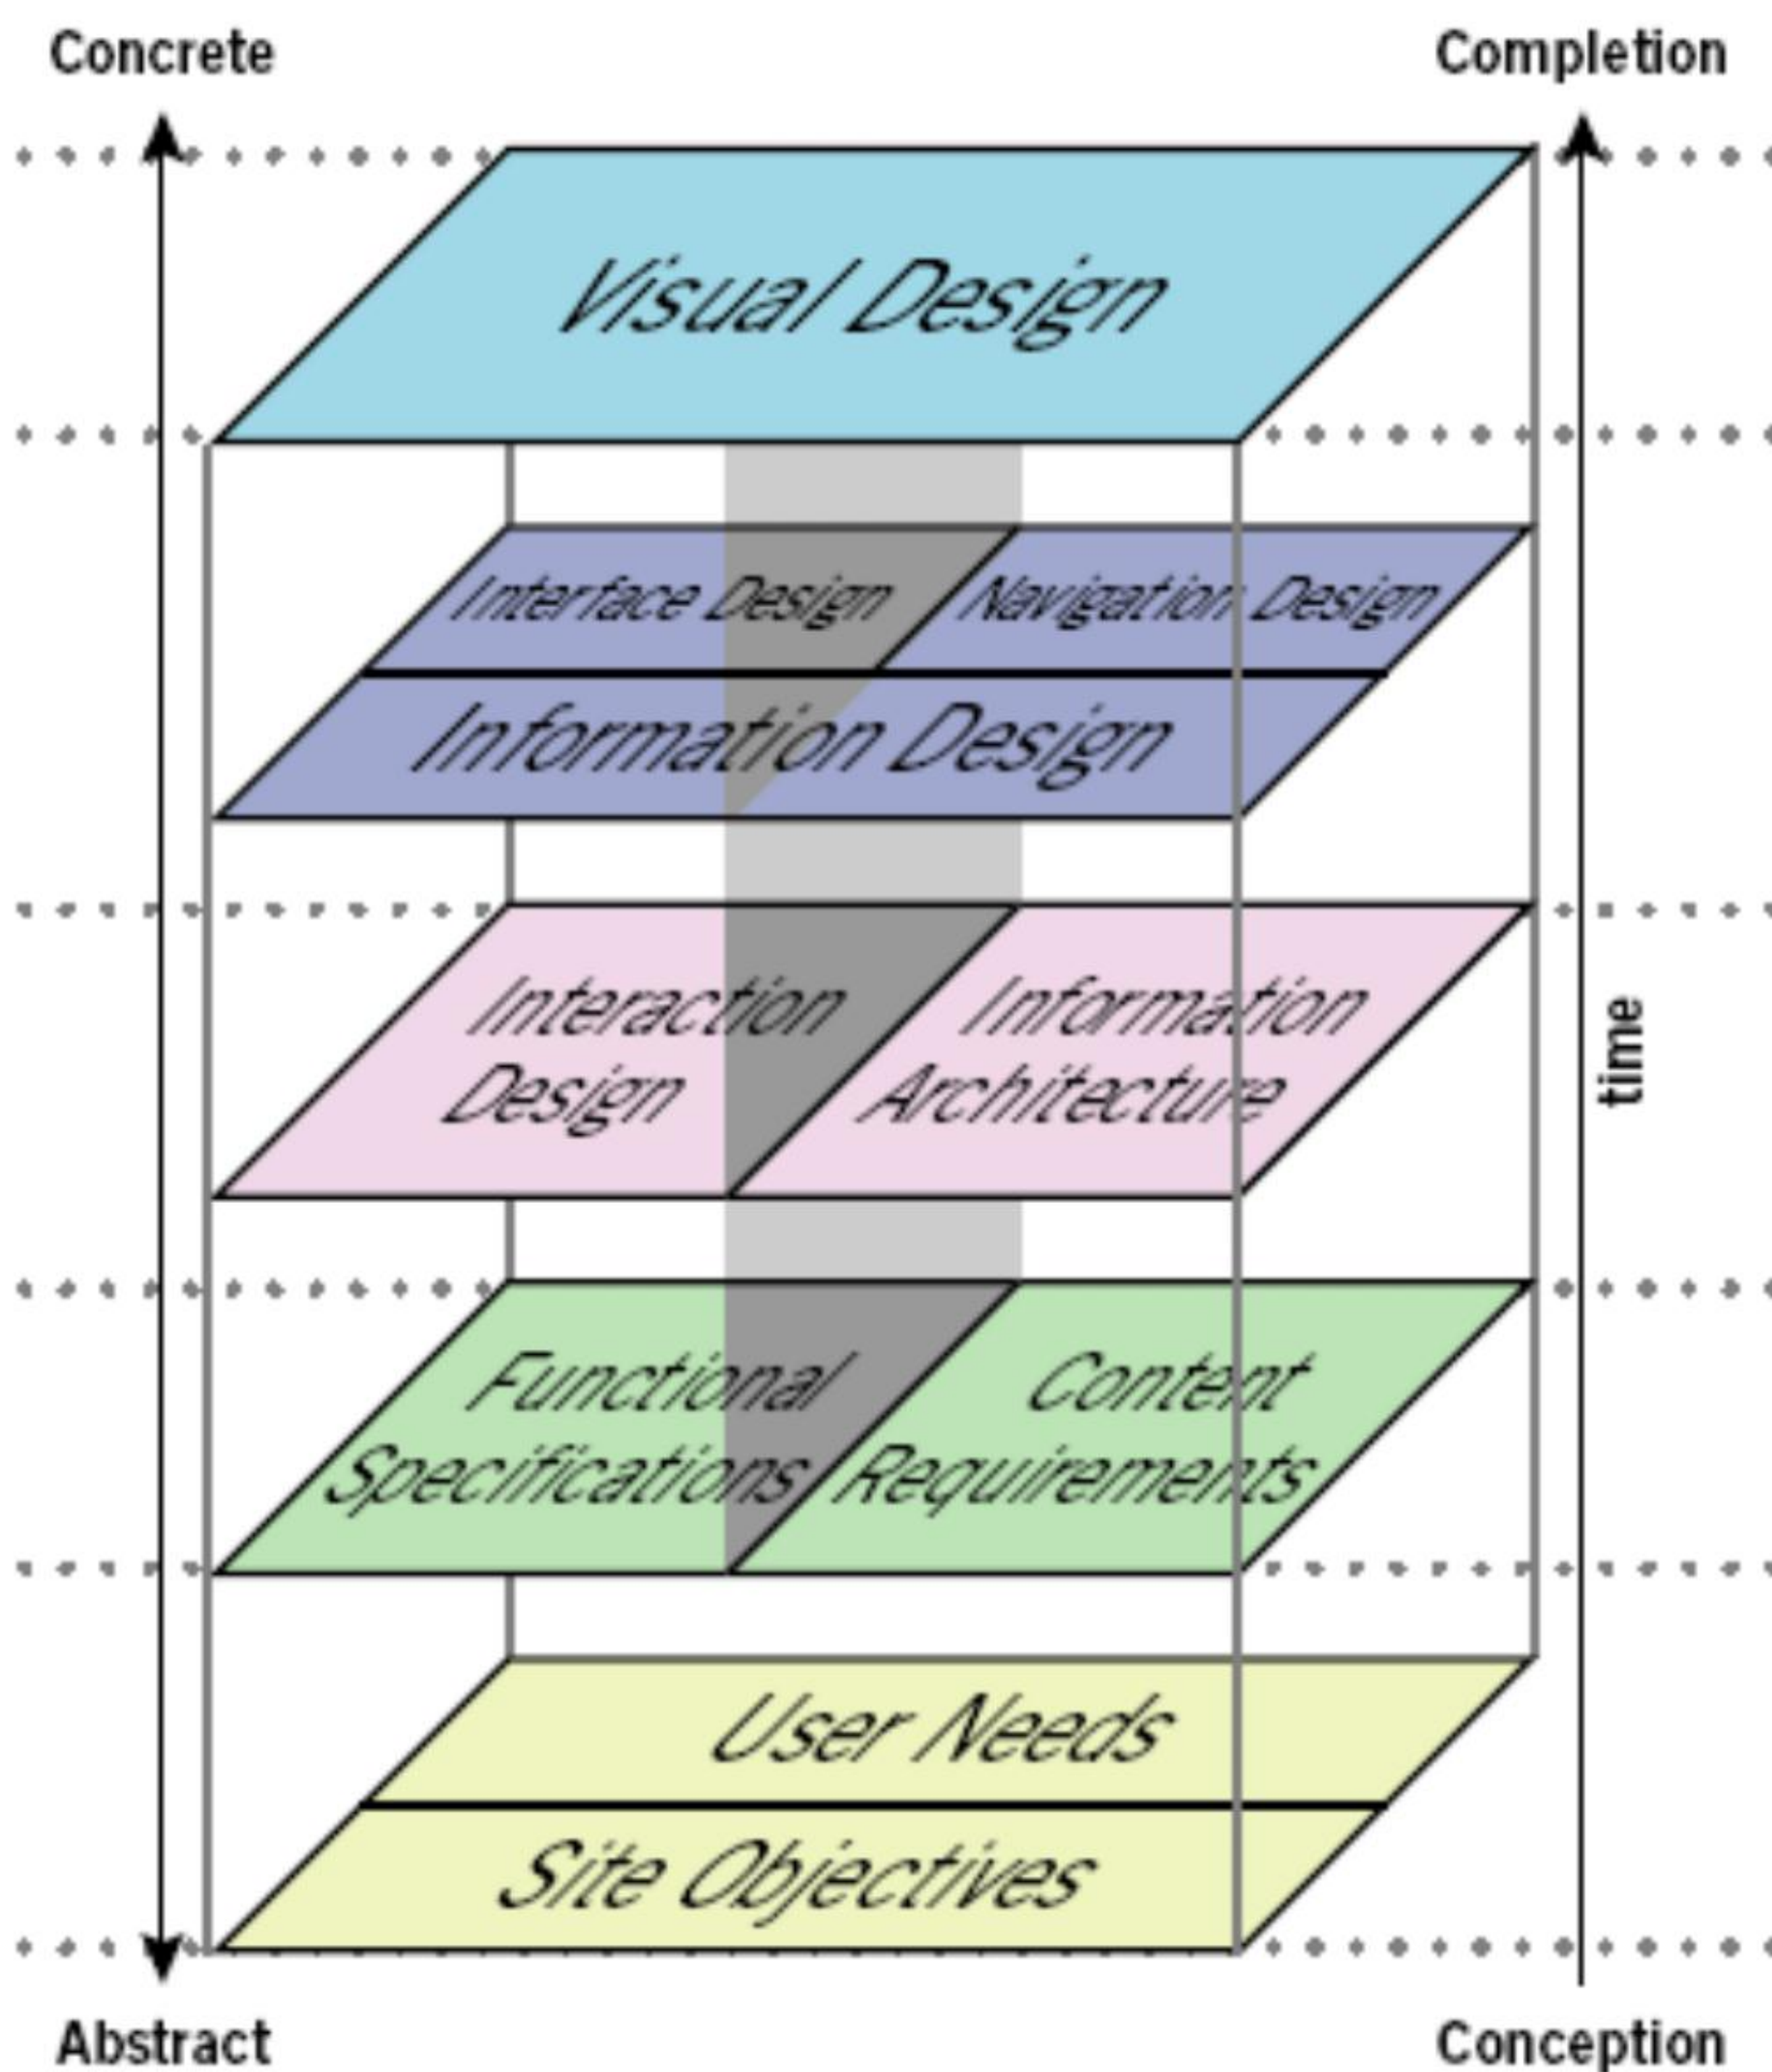 Concrete
Completion
Visual Design
Interface Design
Navigation Design
Information Design
Interaction
Design
Information
Architecture
time
Functional
Specifications
Content
Requirements
User Needs
Site Objectives
Abstract
Conception